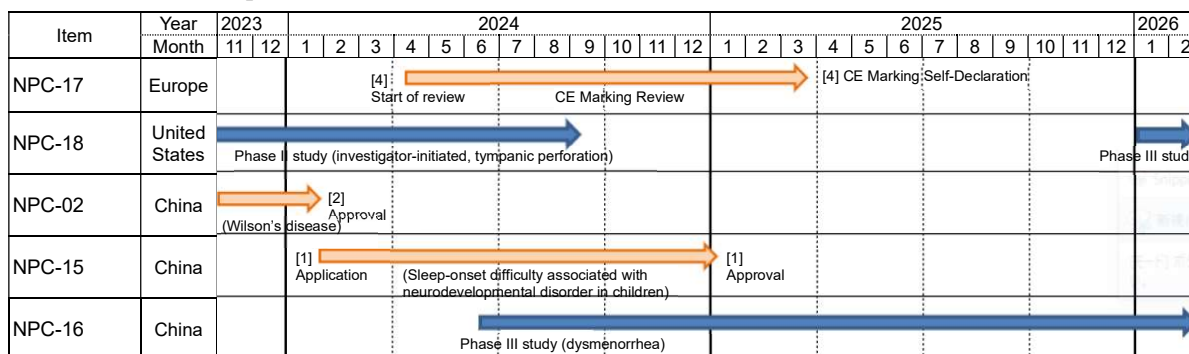 Item Year 2023 2024 2025 2026
Month 11 12 1 2 3 4 5 6 7 8 9 10 11 12 1 2 3 4 5 6 7 8 9 10 11 12 1 2
NPC-17 Europe [4] [4] CE Marking Self-Declaration
Start of review CE Marking Review
NPC-18 United States
Phase II study (investigator-initiated, tympanic perforation) Phase III stud
NPC-02 China [2]
Approval
(Wilson's disease)
NPC-15 China [1] [1]
Application (Sleep-onset difficulty associated with Approval
neurodevelopmental disorder in children)
NPC-16 China
Phase III study (dysmenorrhea)